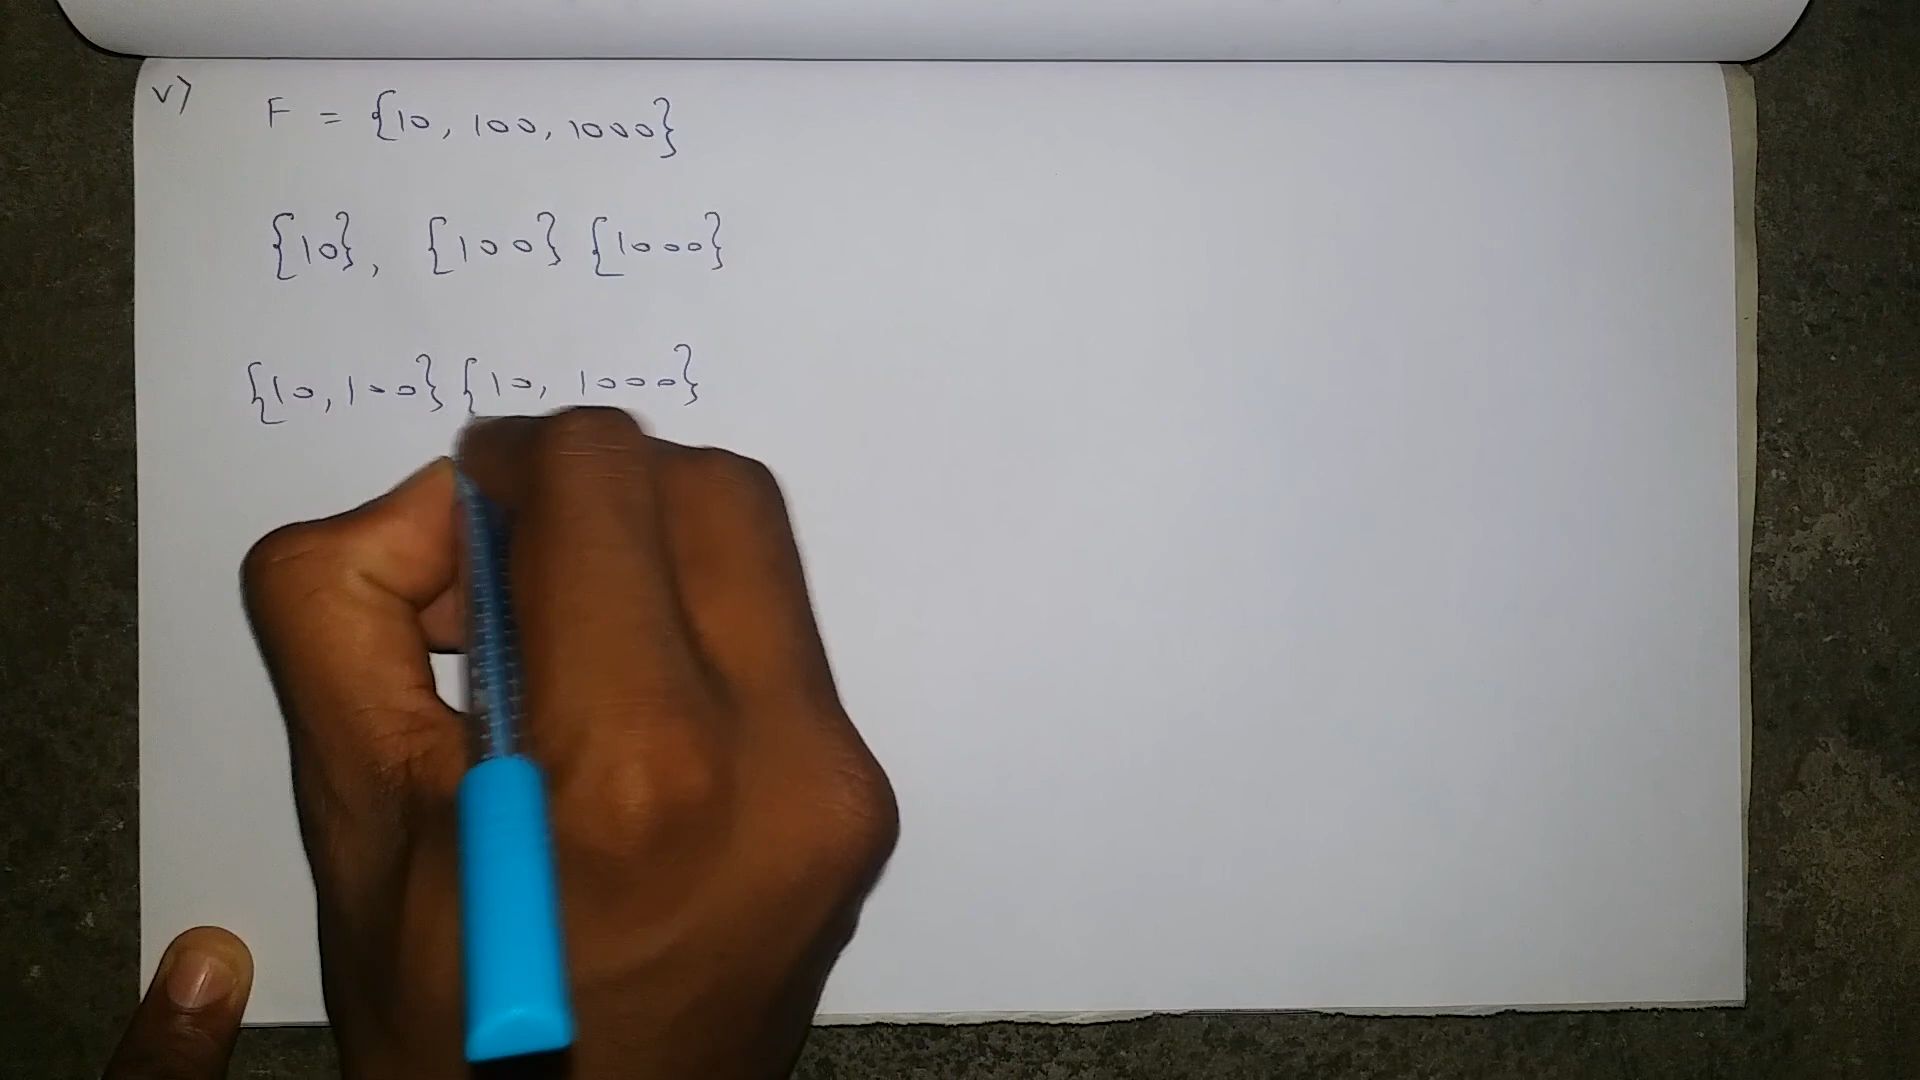 v) F = {10, 100, 1000}
{10}, {100} {1000}
{10,100} {10, 1000}